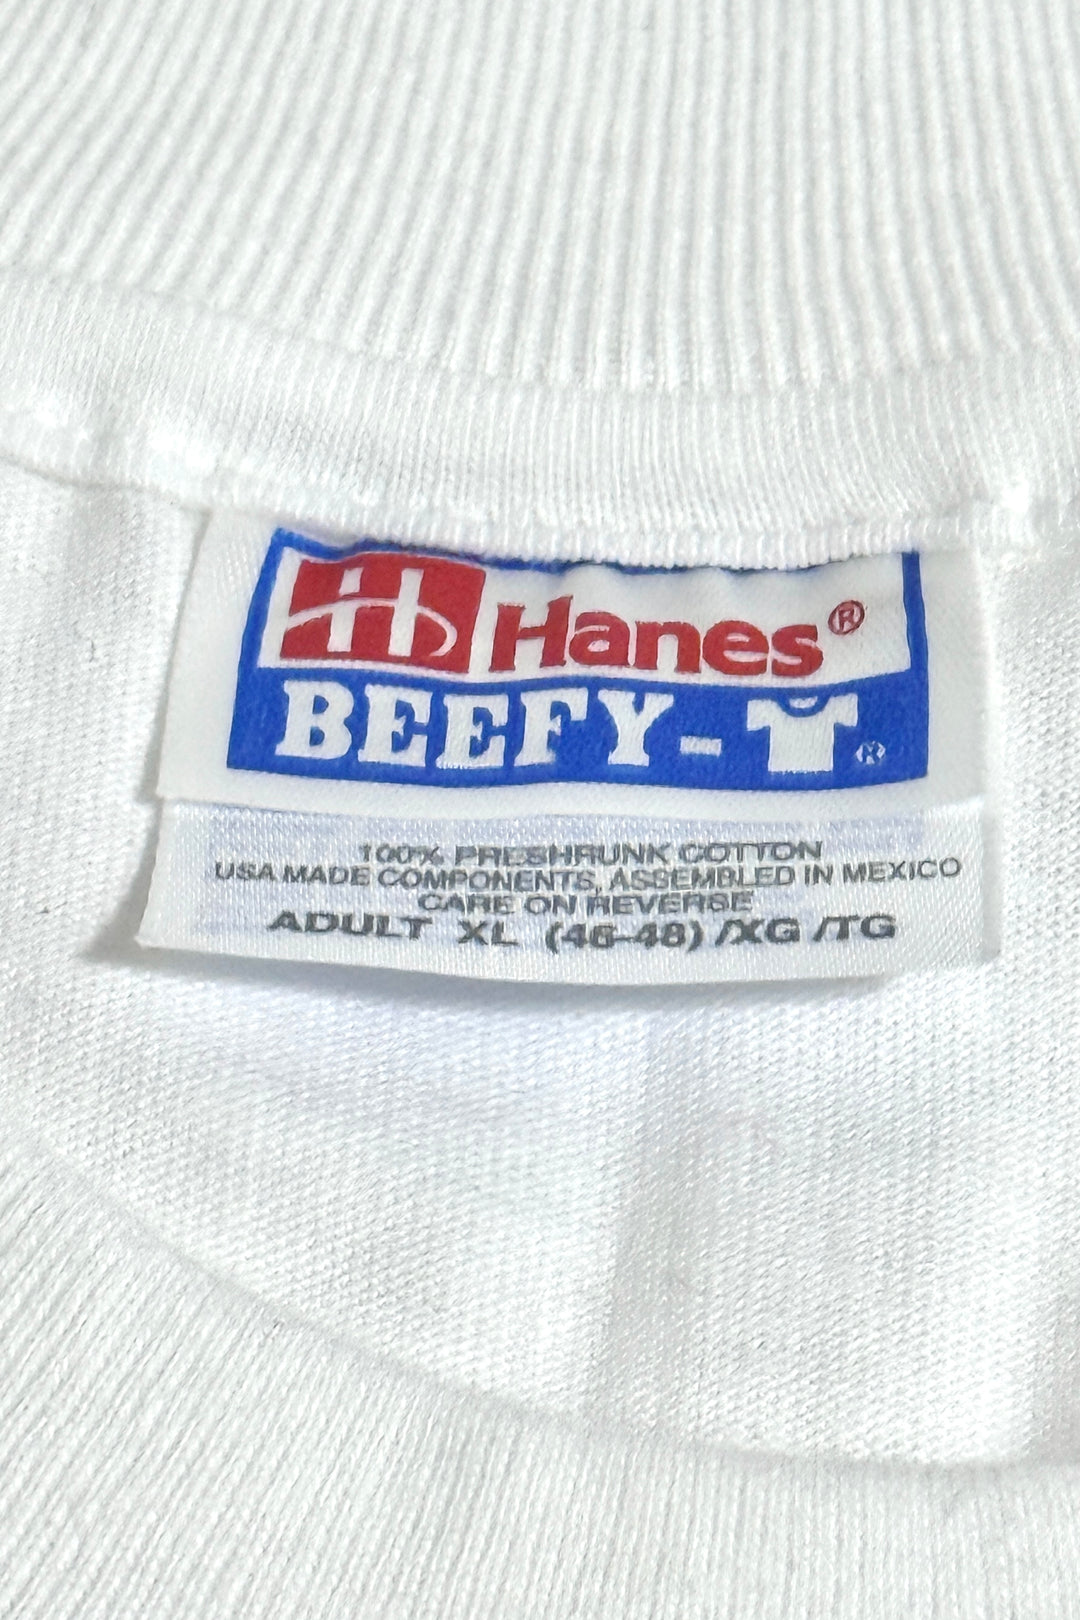 Hanes®
BEEFY-T®
100% PRESHRUNK COTTON
USA MADE COMPONENTS, ASSEMBLED IN MEXICO
CARE ON REVERSE
ADULT XL (46-48) /XG /TG